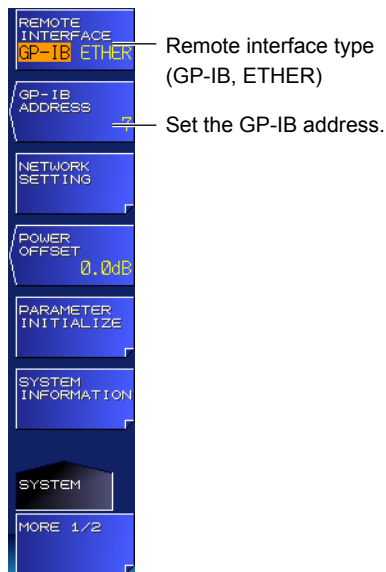 REMOTE
INTERFACE
GP-IB ETHER
Remote interface type
(GP-IB, ETHER)
GP-IB
ADDRESS
7
Set the GP-IB address.
NETWORK
SETTING
POWER
OFFSET
0.0dB
PARAMETER
INITIALIZE
SYSTEM
INFORMATION
SYSTEM
MORE 1/2